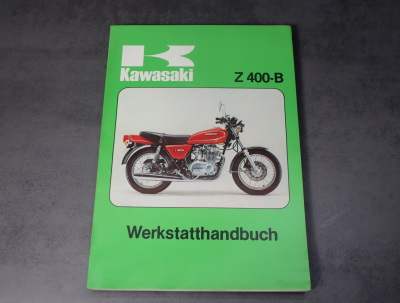 Kawasaki
Z 400-B
Werkstatthandbuch